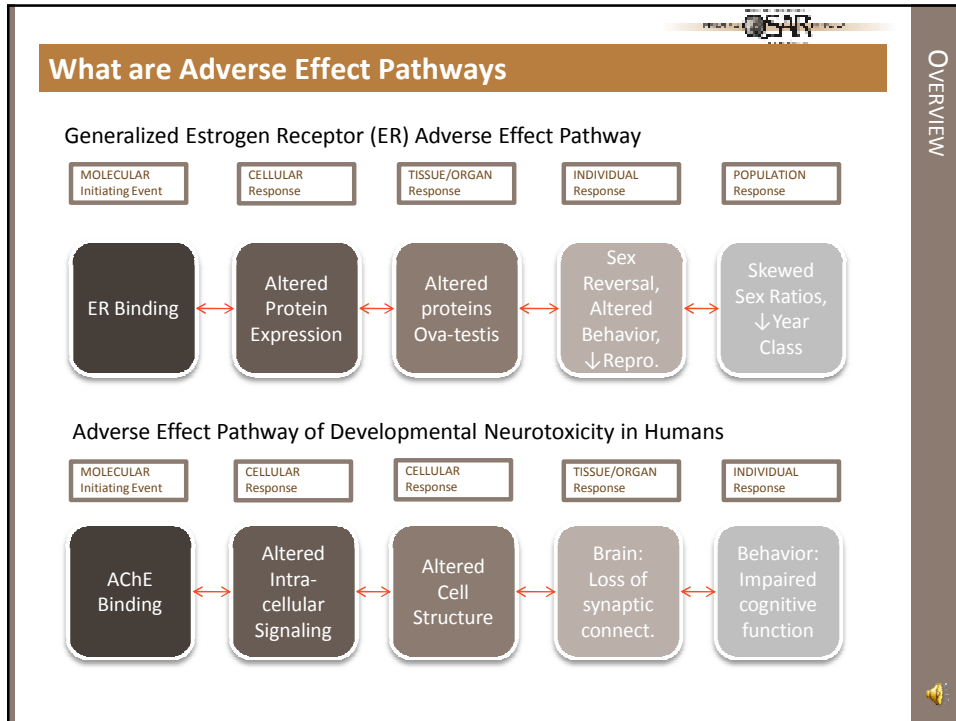 QSAR
What are Adverse Effect Pathways
OVERVIEW
Generalized Estrogen Receptor (ER) Adverse Effect Pathway
MOLECULAR
Initiating Event
CELLULAR
Response
TISSUE/ORGAN
Response
INDIVIDUAL
Response
POPULATION
Response
ER Binding
Altered
Protein
Expression
Altered
proteins
Ova-testis
Sex
Reversal,
Altered
Behavior,
↓Repro.
Skewed
Sex Ratios,
↓Year
Class
Adverse Effect Pathway of Developmental Neurotoxicity in Humans
MOLECULAR
Initiating Event
CELLULAR
Response
CELLULAR
Response
TISSUE/ORGAN
Response
INDIVIDUAL
Response
AChE
Binding
Altered
Intra-
cellular
Signaling
Altered
Cell
Structure
Brain:
Loss of
synaptic
connect.
Behavior:
Impaired
cognitive
function